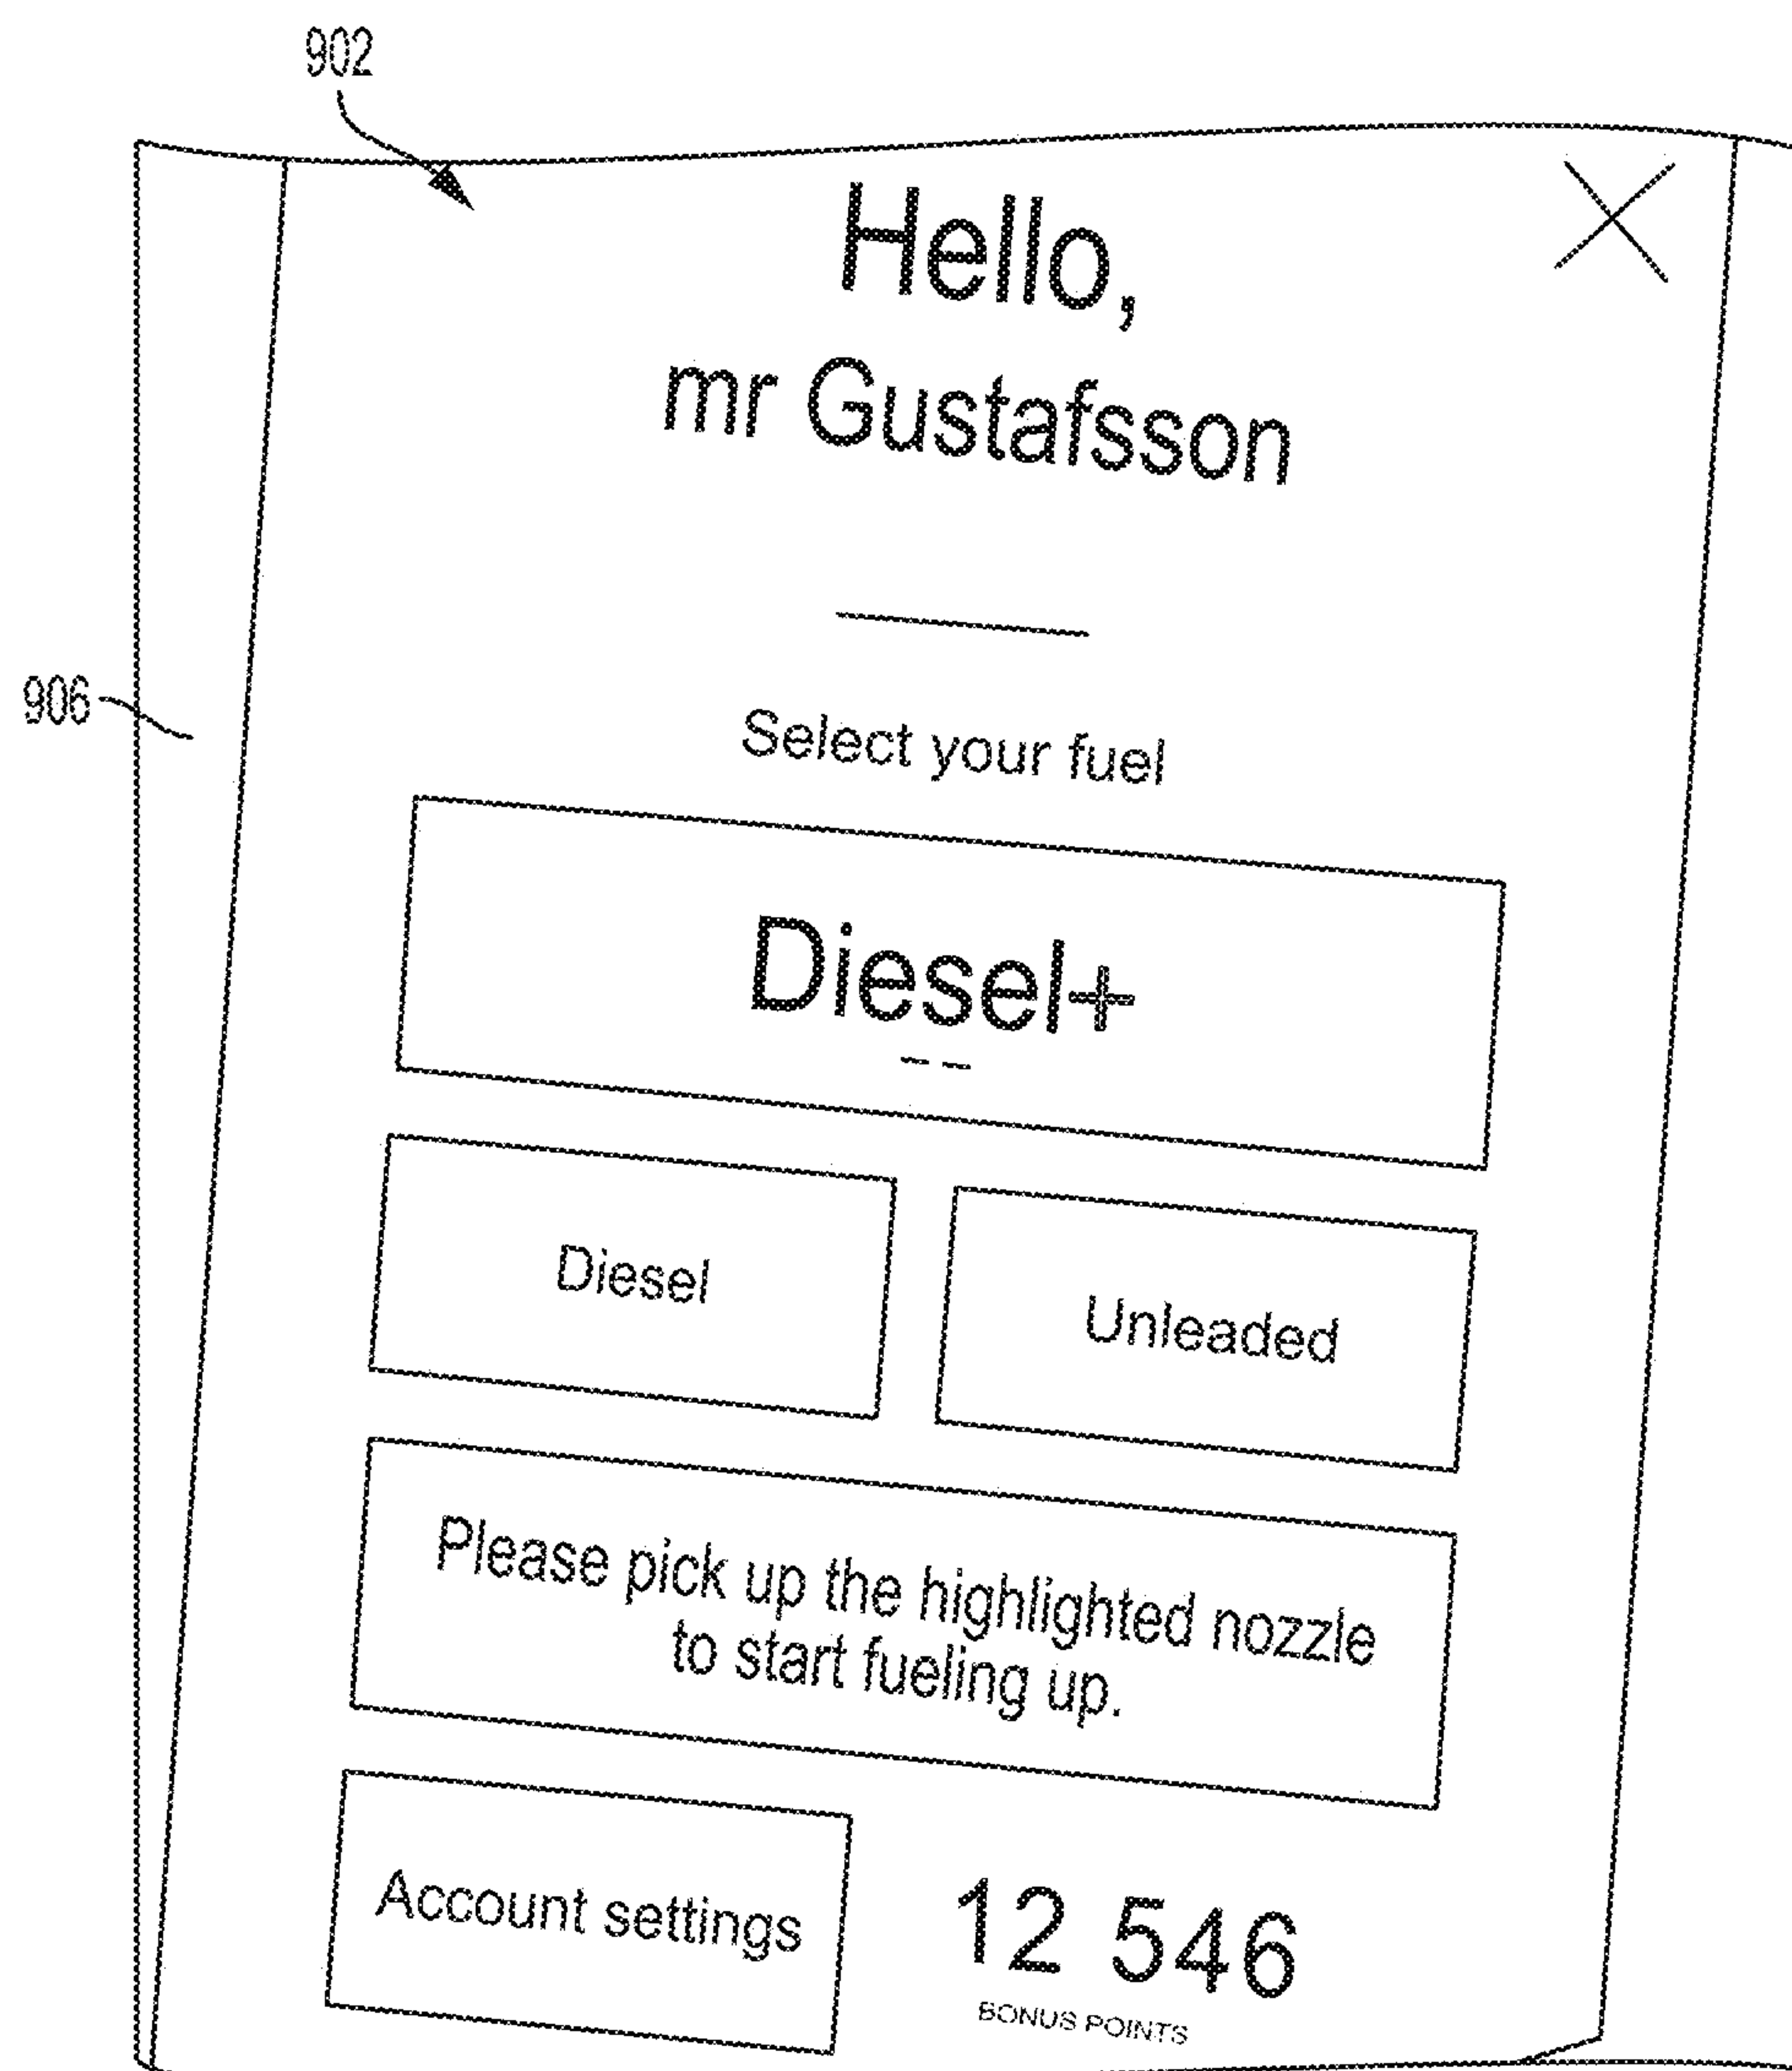 902
Hello,
mr Gustafsson
906
Select your fuel
Diesel+
Diesel
Unleaded
Please pick up the highlighted nozzle
to start fueling up.
Account settings
12 546
BONUS POINTS